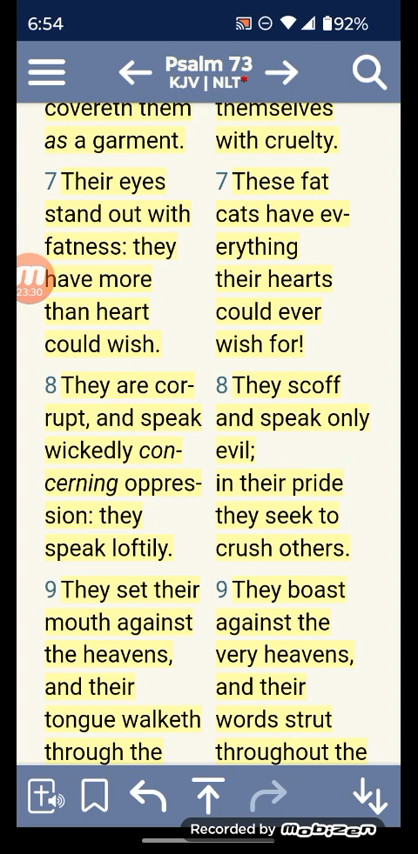 6:54
92%
Psalm 73
KJV | NLT*
covereth them
as a garment.
7 Their eyes
stand out with
fatness: they
have more
than heart
could wish.
8 They are cor-
rupt, and speak
wickedly con-
cerning oppres-
sion: they
speak loftily.
9 They set their
mouth against
the heavens,
and their
tongue walketh
through the
themselves
with cruelty.
7 These fat
cats have ev-
erything
their hearts
could ever
wish for!
8 They scoff
and speak only
evil;
in their pride
they seek to
crush others.
9 They boast
against the
very heavens,
and their
words strut
throughout the
m
23:30
Recorded by mobizen